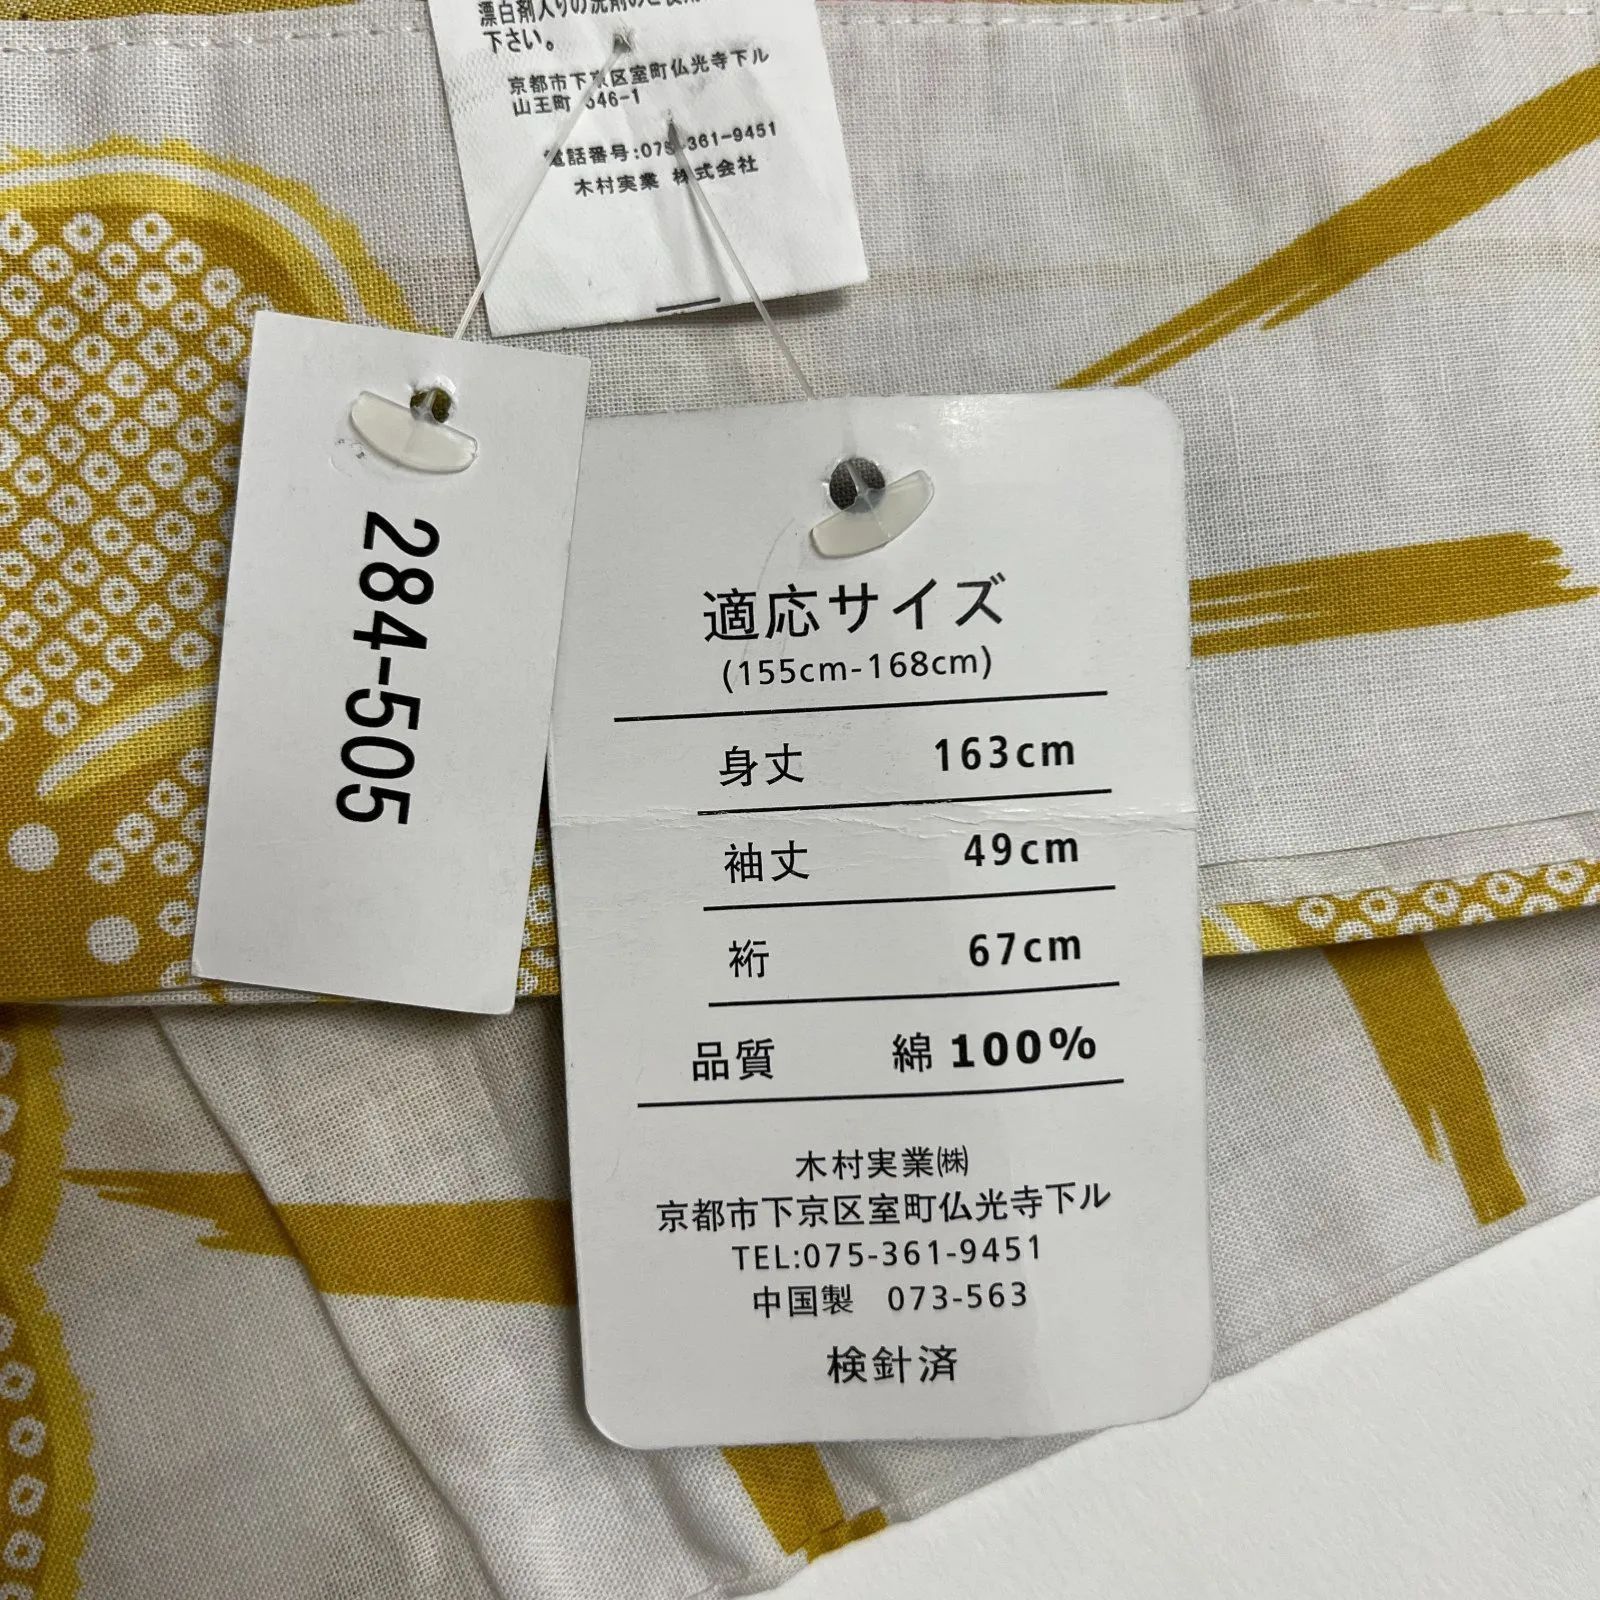 漂白剤入りの洗剤のご使用
下さい。
京都市下京区室町仏光寺下ル
山王町 546-1
電話番号:075-361-9451
木村実業 株式会社
284-505
適応サイズ
(155cm-168cm)
身丈 163cm
袖丈 49cm
裄 67cm
品質 綿 100%
木村実業㈱
京都市下京区室町仏光寺下ル
TEL:075-361-9451
中国製 073-563
検針済